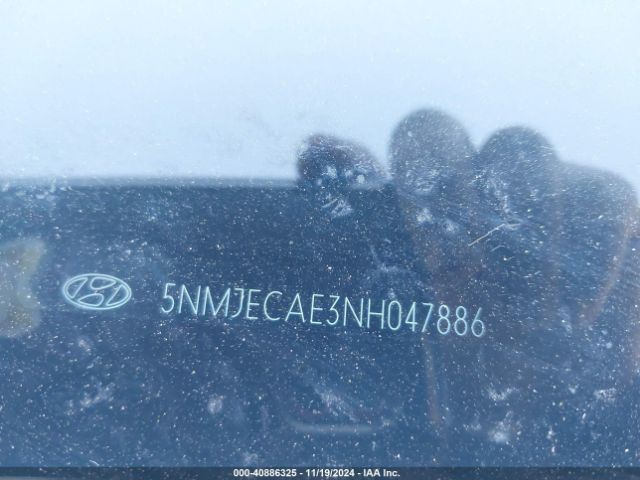 5NMJECAE3NH047886
000-40886325 - 11/19/2024 - IAA Inc.